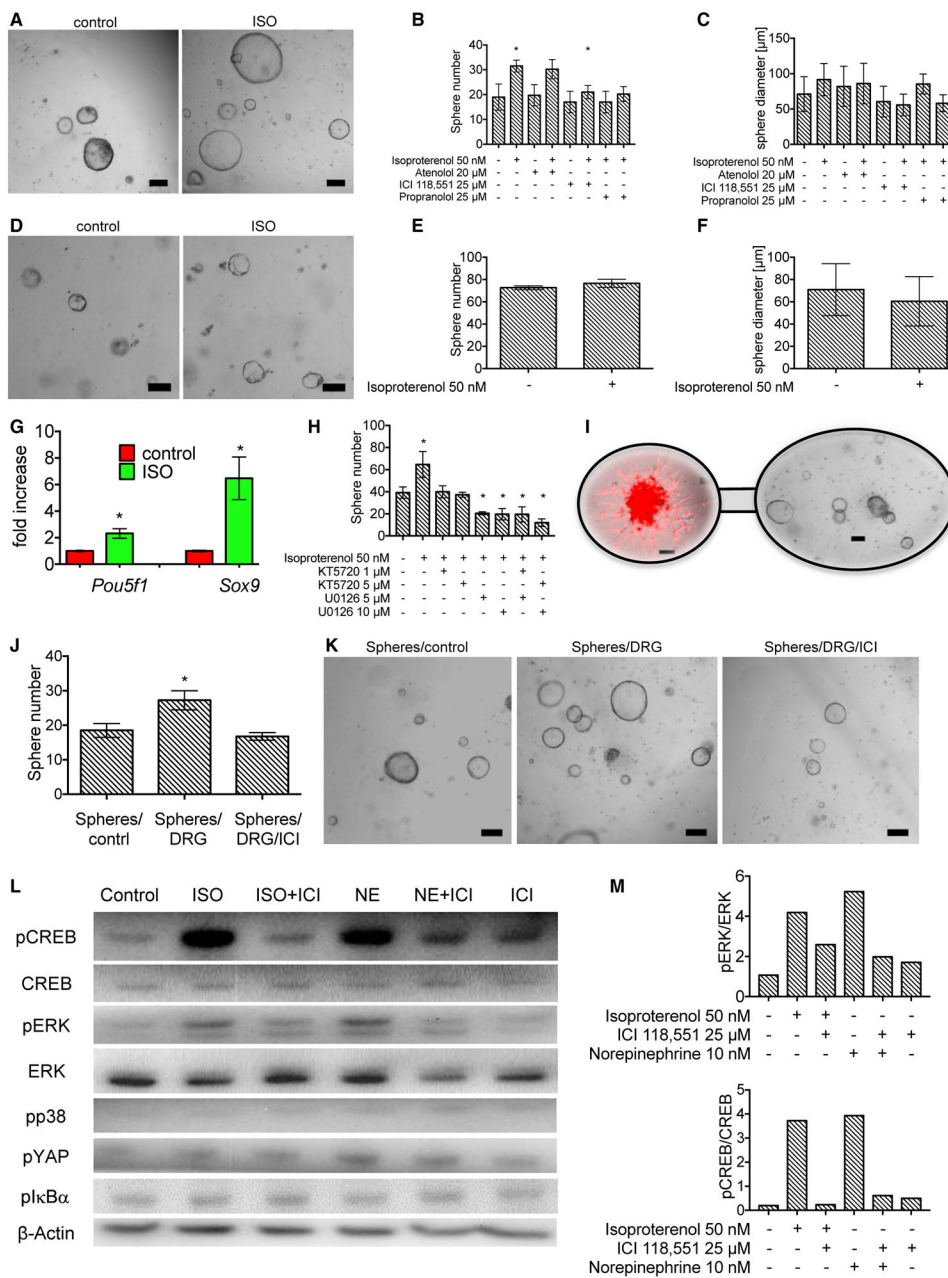 A
control
ISO
B
Sphere number
40
30
20
10
0
* *
Isoproterenol 50 nM - + - + - + + +
Atenolol 20 µM - - + + - - - -
ICI 118,551 25 µM - - - - + + - -
Propranolol 25 µM - - - - - - + +
C
sphere diameter [µm]
150
100
50
0
Isoproterenol 50 nM - + - + - + + +
Atenolol 20 µM - - + + - - - -
ICI 118,551 25 µM - - - - + + - -
Propranolol 25 µM - - - - - - + +
D
control
ISO
E
Sphere number
100
80
60
40
20
0
Isoproterenol 50 nM - +
F
sphere diameter [µm]
100
80
60
40
20
0
Isoproterenol 50 nM - +
G
fold increase
10
8
6
4
2
0
control
ISO
* *
Pou5f1 Sox9
H
Sphere number
100
80
60
40
20
0
* * * * *
Isoproterenol 50 nM - + + + + + + +
KT5720 1 µM - - + - - - + -
KT5720 5 µM - - - + - - - +
U0126 5 µM - - - - + - + -
U0126 10 µM - - - - - + - +
I
J
Sphere number
40
30
20
10
0
*
Spheres/ Spheres/ Spheres/
contrl DRG DRG/ICI
K
Spheres/control
Spheres/DRG
Spheres/DRG/ICI
L
Control ISO ISO+ICI NE NE+ICI ICI
pCREB
CREB
pERK
ERK
pp38
pYAP
pIκBα
β-Actin
M
pERK/ERK
6
4
2
0
Isoproterenol 50 nM - + + - - -
ICI 118,551 25 µM - - + - + +
Norepinephrine 10 nM - - - + + -
pCREB/CREB
5
4
3
2
1
0
Isoproterenol 50 nM - + + - - -
ICI 118,551 25 µM - - + - + +
Norepinephrine 10 nM - - - + + -